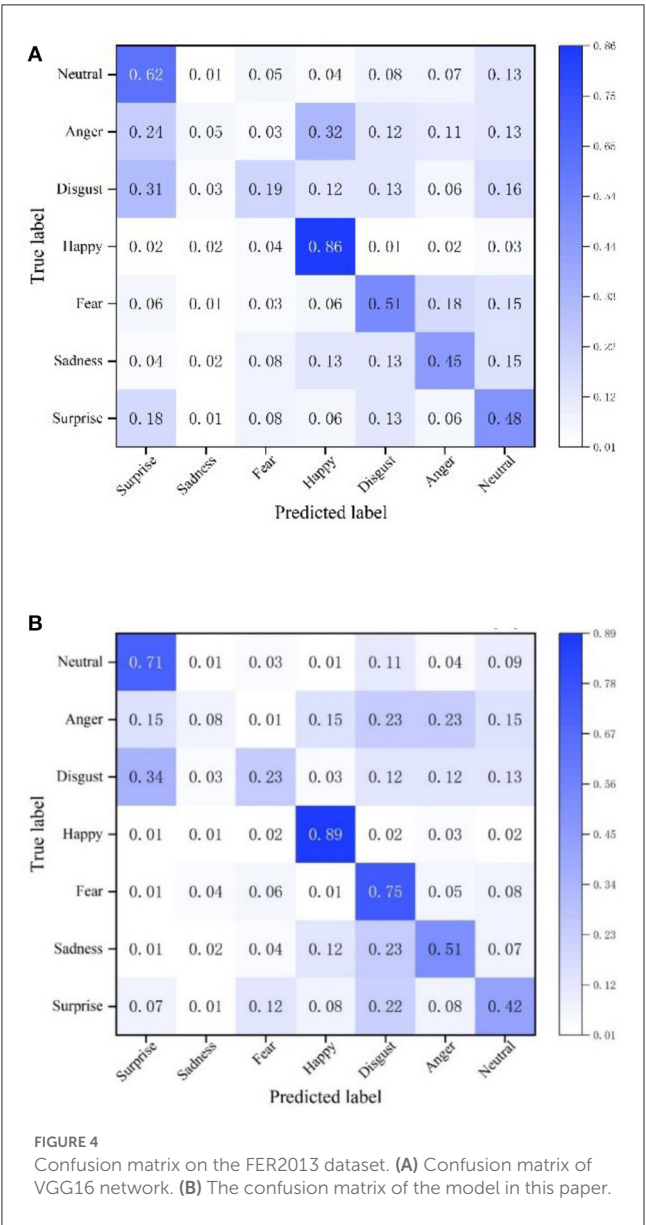 A
Neutral 0.62 0.01 0.05 0.04 0.08 0.07 0.13
Anger 0.24 0.05 0.03 0.32 0.12 0.11 0.13
Disgust 0.31 0.03 0.19 0.12 0.13 0.06 0.16
Happy 0.02 0.02 0.04 0.86 0.01 0.02 0.03
Fear 0.06 0.01 0.03 0.06 0.51 0.18 0.15
Sadness 0.04 0.02 0.08 0.13 0.13 0.45 0.15
Surprise 0.18 0.01 0.08 0.06 0.13 0.06 0.48
True label
Surprise Sadness Fear Happy Disgust Anger Neutral
Predicted label
0.86
0.75
0.65
0.54
0.44
0.33
0.22
0.12
0.01
B
Neutral 0.71 0.01 0.03 0.01 0.11 0.04 0.09
Anger 0.15 0.08 0.01 0.15 0.23 0.23 0.15
Disgust 0.34 0.03 0.23 0.03 0.12 0.12 0.13
Happy 0.01 0.01 0.02 0.89 0.02 0.03 0.02
Fear 0.01 0.04 0.06 0.01 0.75 0.05 0.08
Sadness 0.01 0.02 0.04 0.12 0.23 0.51 0.07
Surprise 0.07 0.01 0.12 0.08 0.22 0.08 0.42
True label
Surprise Sadness Fear Happy Disgust Anger Neutral
Predicted label
0.89
0.78
0.67
0.56
0.45
0.34
0.23
0.12
0.01
FIGURE 4
Confusion matrix on the FER2013 dataset. (A) Confusion matrix of
VGG16 network. (B) The confusion matrix of the model in this paper.